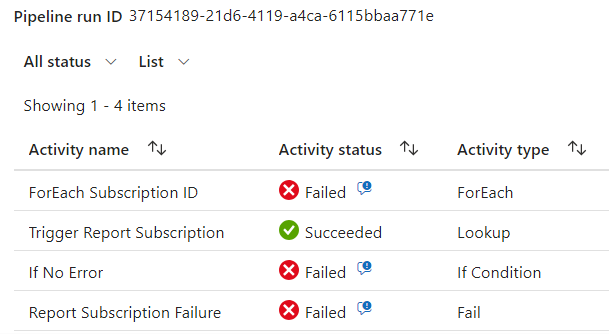 Pipeline run ID 37154189-21d6-4119-a4ca-6115bbaa771e
All status List
Showing 1 - 4 items
Activity name Activity status Activity type
ForEach Subscription ID Failed ForEach
Trigger Report Subscription Succeeded Lookup
If No Error Failed If Condition
Report Subscription Failure Failed Fail